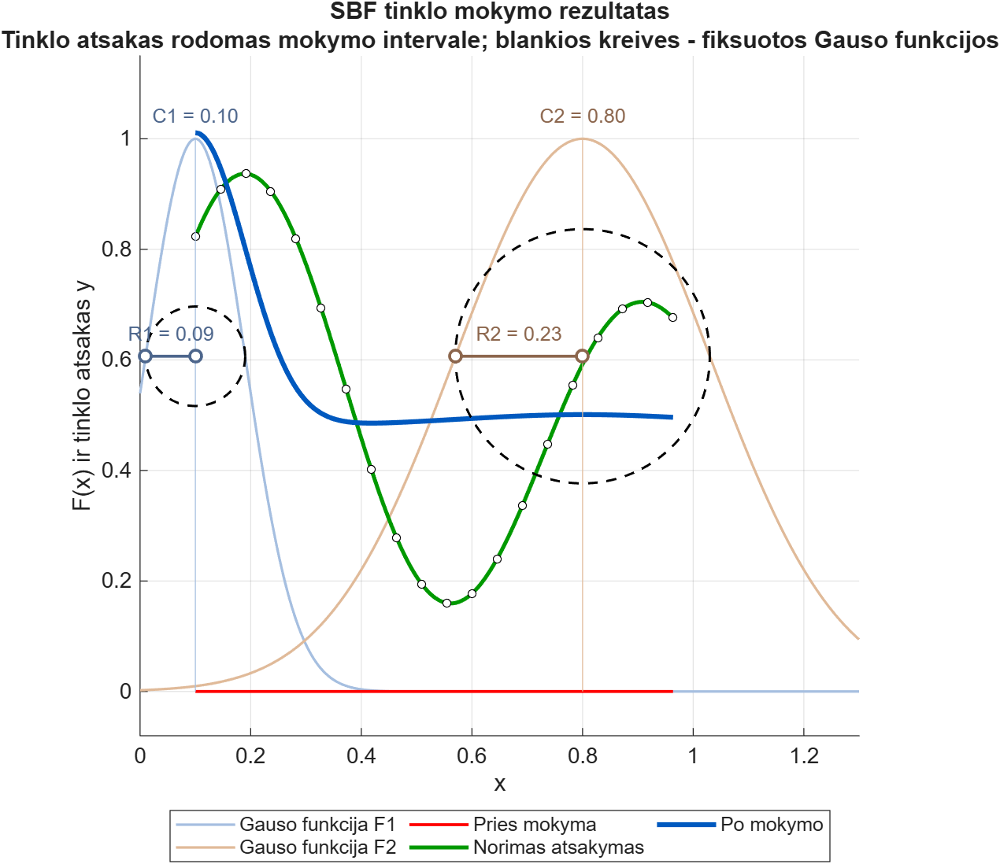 SBF tinklo mokymo rezultatas
Tinklo atsakas rodomas mokymo intervale; blankios kreives - fiksuotos Gauso funkcijos
C1 = 0.10
C2 = 0.80
R1 = 0.09
R2 = 0.23
F(x) ir tinklo atsakas y
1
0.8
0.6
0.4
0.2
0
0 0.2 0.4 0.6 0.8 1 1.2
x
Gauso funkcija F1 Pries mokyma Po mokymo
Gauso funkcija F2 Norimas atsakymas